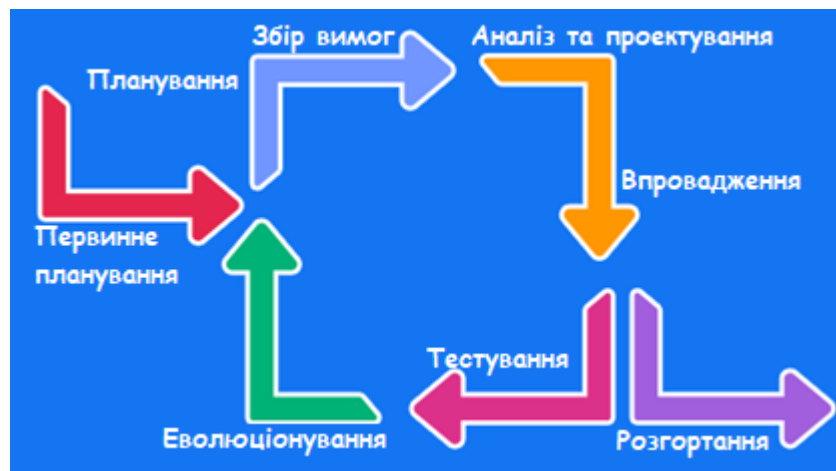 Збір вимог
Аналіз та проектування
Планування
Впровадження
Первинне
планування
Тестування
Еволюціонування
Розгортання